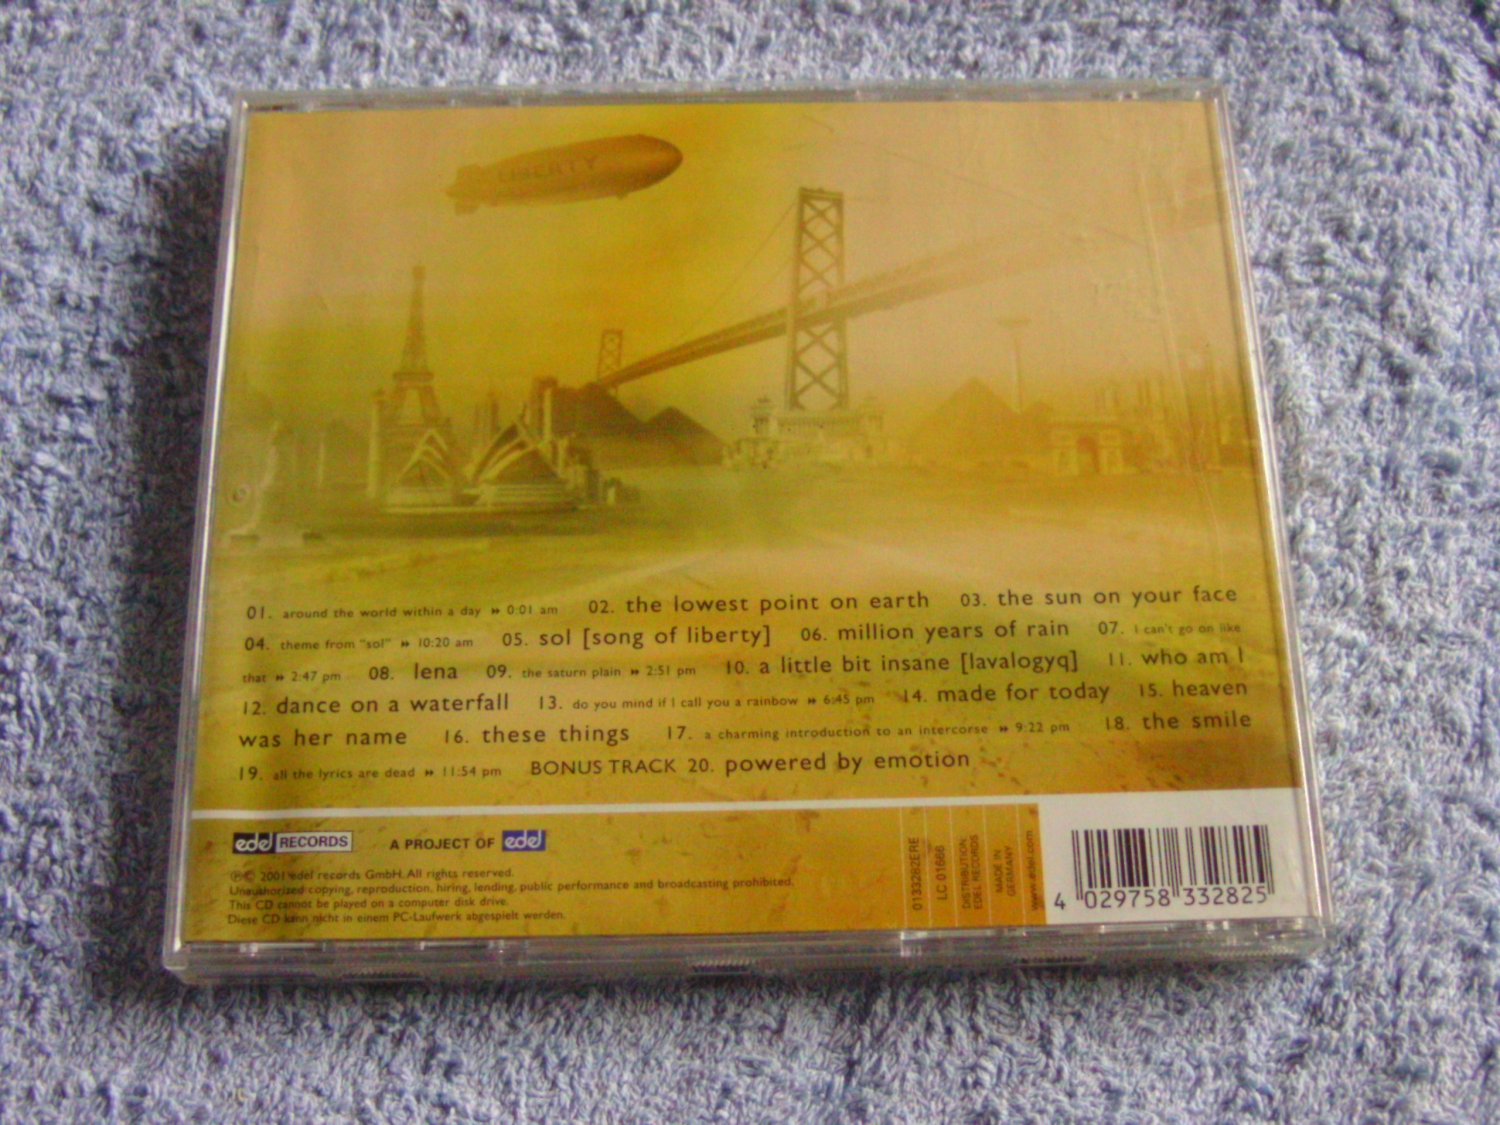 LIBERTY
01. around the world within a day ▸▸ 0:01 am 02. the lowest point on earth 03. the sun on your face
04. theme from "sol" ▸▸ 10:20 am 05. sol [song of liberty] 06. million years of rain 07. I can't go on like
that ▸▸ 2:47 pm 08. lena 09. the saturn plain ▸▸ 2:51 pm 10. a little bit insane [lavalogyq] 11. who am I
12. dance on a waterfall 13. do you mind if I call you a rainbow ▸▸ 6:45 pm 14. made for today 15. heaven
was her name 16. these things 17. a charming introduction to an intercorse ▸▸ 9:22 pm 18. the smile
19. all the lyrics are dead ▸▸ 11:54 pm BONUS TRACK 20. powered by emotion
edel RECORDS A PROJECT OF edel
℗© 2001 edel records GmbH. All rights reserved.
Unauthorized copying, reproduction, hiring, lending, public performance and broadcasting prohibited.
This CD cannot be played on a computer disk drive.
Diese CD kann nicht in einem PC-Laufwerk abgespielt werden.
0133282ERE
LC 01666
DISTRIBUTION:
EDEL RECORDS
MADE IN
GERMANY
www.edel.com
4 029758 332825